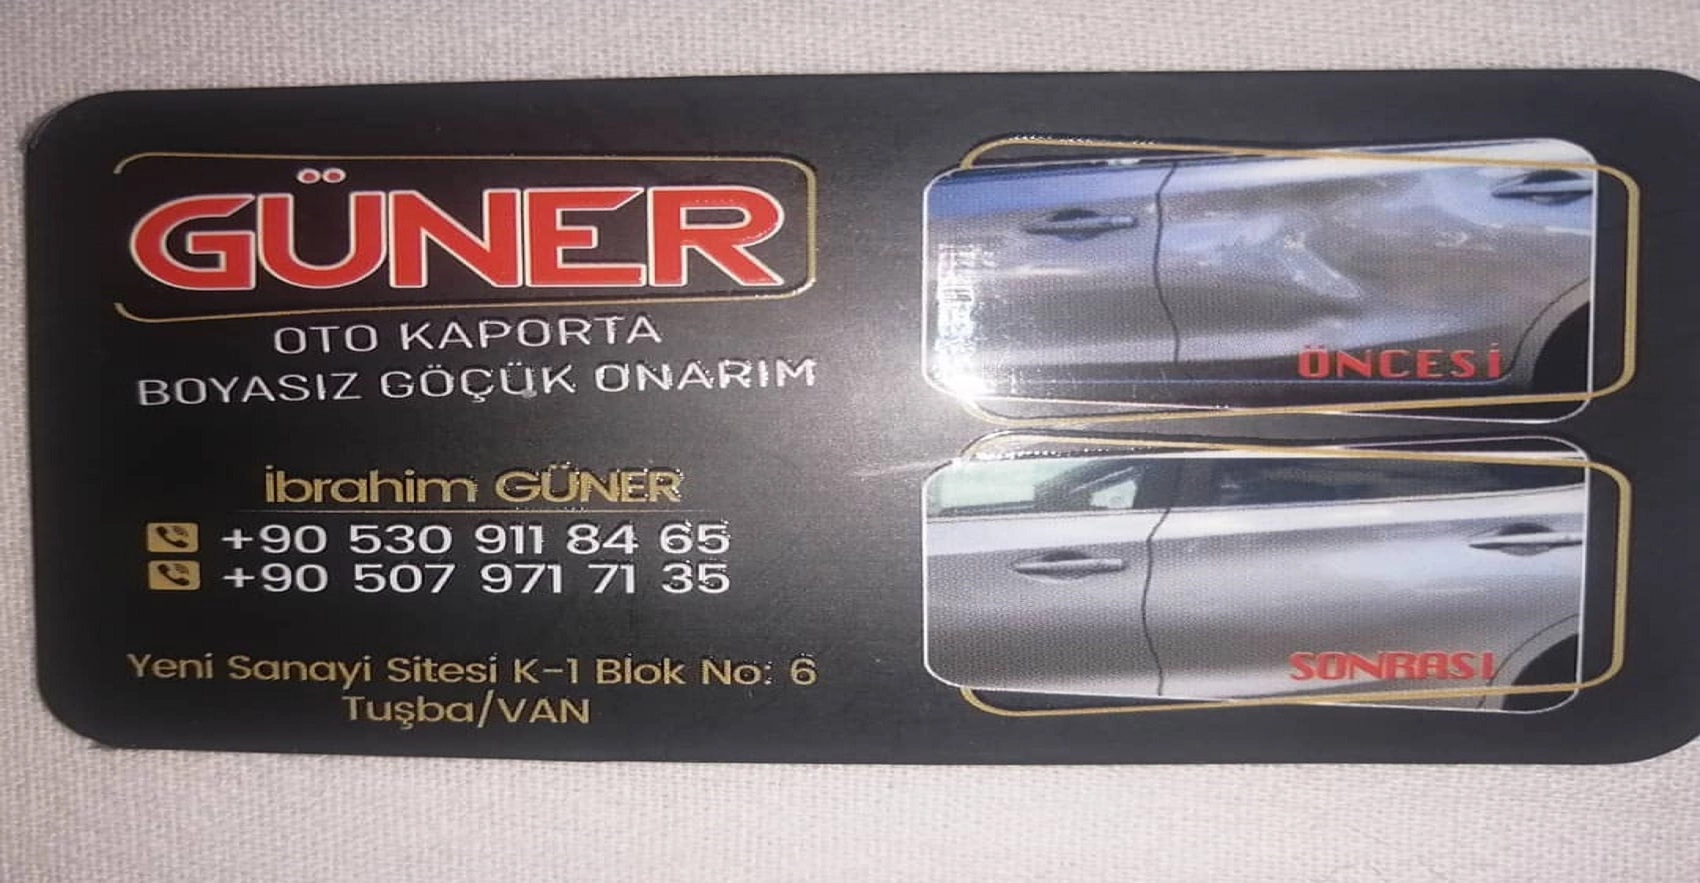 GÜNER
OTO KAPORTA
BOYASIZ GÖÇÜK ONARIM
İbrahim GÜNER
+90 530 911 84 65
+90 507 971 71 35
Yeni Sanayi Sitesi K-1 Blok No: 6
Tuşba/VAN
ÖNCESİ
SONRASI